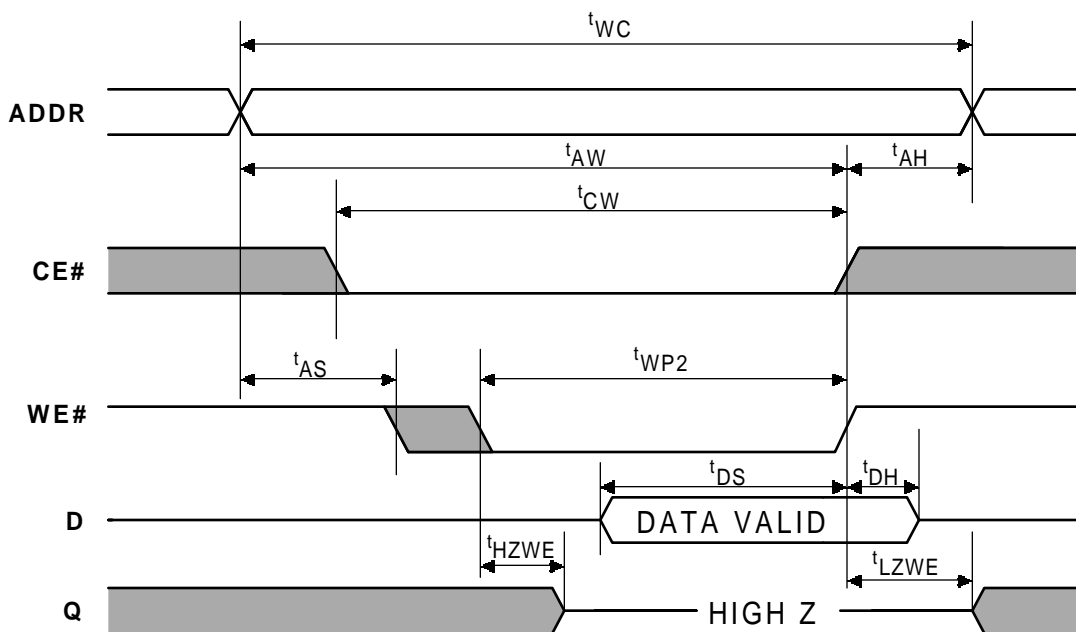 tWC
ADDR
tAW
tAH
tCW
CE#
tAS
tWP2
WE#
tDS
tDH
D
DATA VALID
tHZWE
tLZWE
Q
HIGH Z